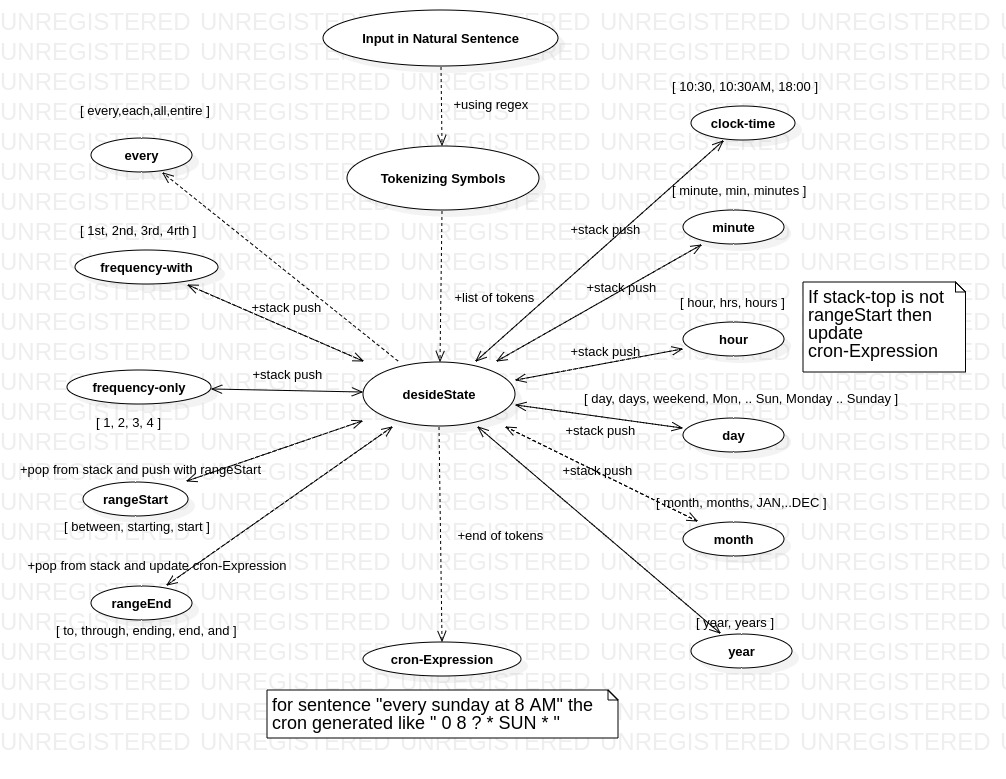 Input in Natural Sentence
+using regex
Tokenizing Symbols
+list of tokens
desideState
[ every,each,all,entire ]
every
[ 1st, 2nd, 3rd, 4rth ]
frequency-with
+stack push
+stack push
frequency-only
[ 1, 2, 3, 4 ]
+pop from stack and push with rangeStart
rangeStart
[ between, starting, start ]
+pop from stack and update cron-Expression
rangeEnd
[ to, through, ending, end, and ]
[ 10:30, 10:30AM, 18:00 ]
clock-time
+stack push
[ minute, min, minutes ]
minute
+stack push
[ hour, hrs, hours ]
hour
+stack push
[ day, days, weekend, Mon, .. Sun, Monday .. Sunday ]
day
+stack push
+stack push
[ month, months, JAN,..DEC ]
month
[ year, years ]
year
If stack-top is not
rangeStart then
update
cron-Expression
+end of tokens
cron-Expression
for sentence "every sunday at 8 AM" the
cron generated like " 0 8 ? * SUN * "
UNREGISTERED